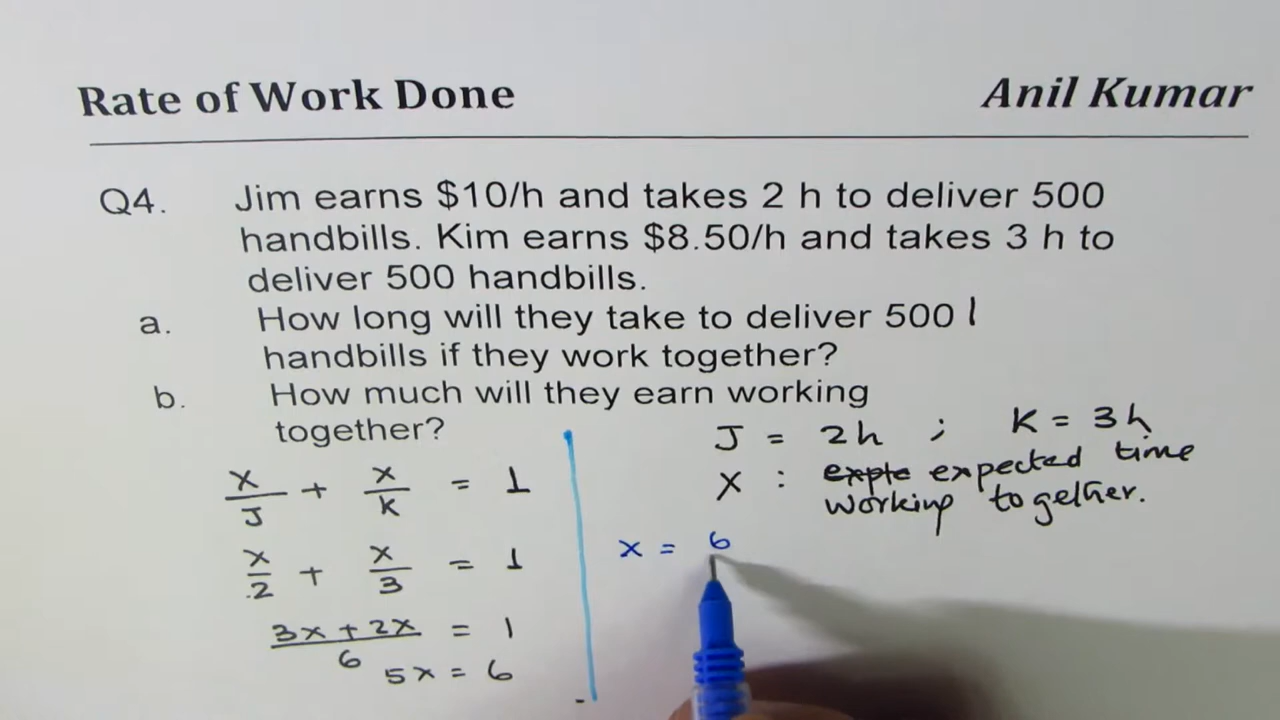 Rate of Work Done Anil Kumar
Q4. Jim earns $10/h and takes 2 h to deliver 500
handbills. Kim earns $8.50/h and takes 3 h to
deliver 500 handbills.
a. How long will they take to deliver 500 l
handbills if they work together?
b. How much will they earn working
together?
J = 2h ; K = 3h
X : expte expected time
working together.
X/J + X/K = 1
x/2 + x/3 = 1
3x + 2x / 6 = 1
5x = 6
x = 6